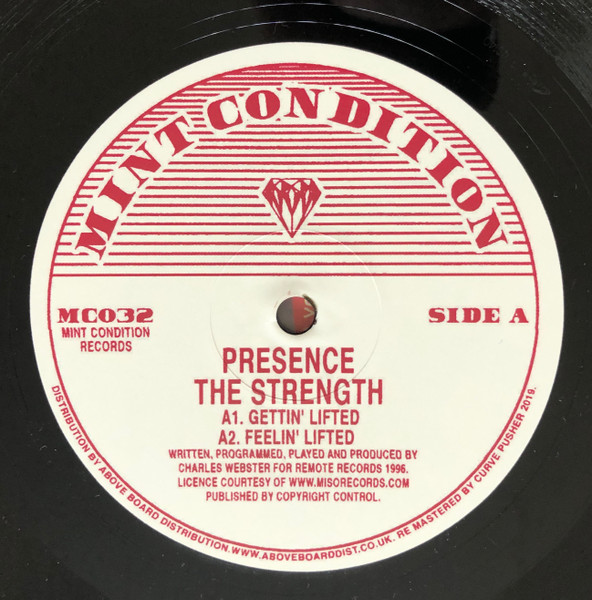 MINT CONDITION
MC032
MINT CONDITION
RECORDS
SIDE A
PRESENCE
THE STRENGTH
A1. GETTIN' LIFTED
A2. FEELIN' LIFTED
WRITTEN, PROGRAMMED, PLAYED AND PRODUCED BY
CHARLES WEBSTER FOR REMOTE RECORDS 1996.
LICENCE COURTESY OF WWW.MISORECORDS.COM
PUBLISHED BY COPYRIGHT CONTROL.
DISTRIBUTION BY ABOVE BOARD DISTRIBUTION. WWW.ABOVEBOARDDIST.CO.UK. RE MASTERED BY CURVE PUSHER 2019.